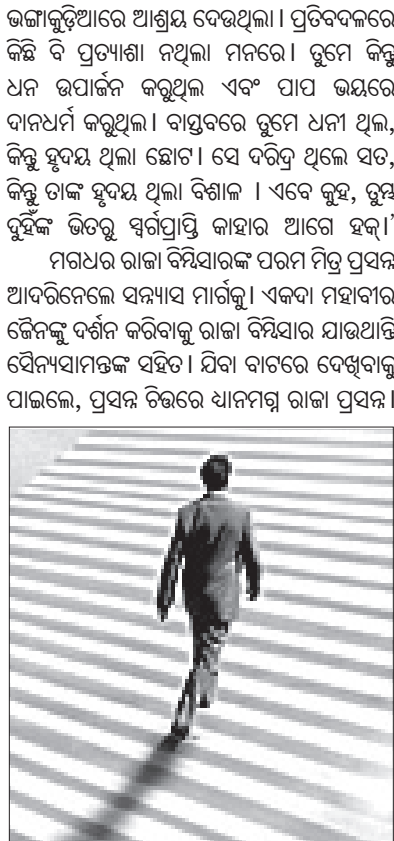 ଭଙ୍ଗାକୁଡ଼ିଆରେ ଆଶ୍ରୟ ଦେଉଥିଲା । ପ୍ରତିବଦଳରେ
କିଛି ବି ପ୍ରତ୍ୟାଶା ନଥିଲା ମନରେ । ତୁମେ କିନ୍ତୁ
ଧନ ଉପାର୍ଜନ କରୁଥିଲ ଏବଂ ପାପ ଭୟରେ
ଦାନଧର୍ମ କରୁଥିଲ । ବାସ୍ତବରେ ତୁମେ ଧନୀ ଥିଲ,
କିନ୍ତୁ ହୃଦୟ ଥିଲା ଛୋଟ । ସେ ଦରିଦ୍ର ଥିଲେ ସତ,
କିନ୍ତୁ ତାଙ୍କ ହୃଦୟ ଥିଲା ବିଶାଳ । ଏବେ କୁହ, ତୁମ
ଦୁହିଁଙ୍କ ଭିତରୁ ସ୍ୱର୍ଗପ୍ରାପ୍ତି କାହାର ଆଗେ ହକ୍ ।’
ମଗଧର ରାଜା ବିମ୍ବିସାରଙ୍କ ପରମ ମିତ୍ର ପ୍ରସନ୍ନ
ଆଦରିନେଲେ ସନ୍ନ୍ୟାସ ମାର୍ଗକୁ । ଏକଦା ମହାବୀର
ଜୈନଙ୍କୁ ଦର୍ଶନ କରିବାକୁ ରାଜା ବିମ୍ବିସାର ଯାଉଥାନ୍ତି
ସୈନ୍ୟସାମନ୍ତଙ୍କ ସହିତ । ଯିବା ବାଟରେ ଦେଖିବାକୁ
ପାଇଲେ, ପ୍ରସନ୍ନ ଚିତ୍ତରେ ଧ୍ୟାନମଗ୍ନ ରାଜା ପ୍ରସନ୍ନ ।